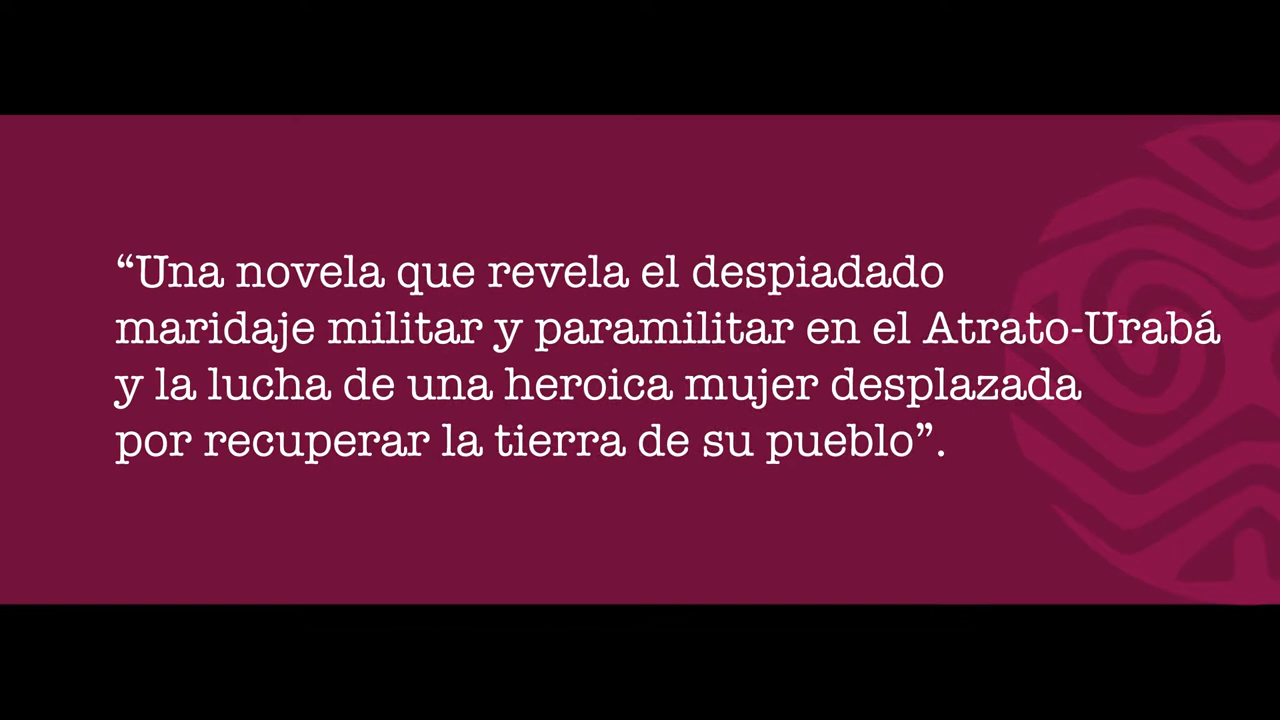 “Una novela que revela el despiadado
maridaje militar y paramilitar en el Atrato-Urabá
y la lucha de una heroica mujer desplazada
por recuperar la tierra de su pueblo”.